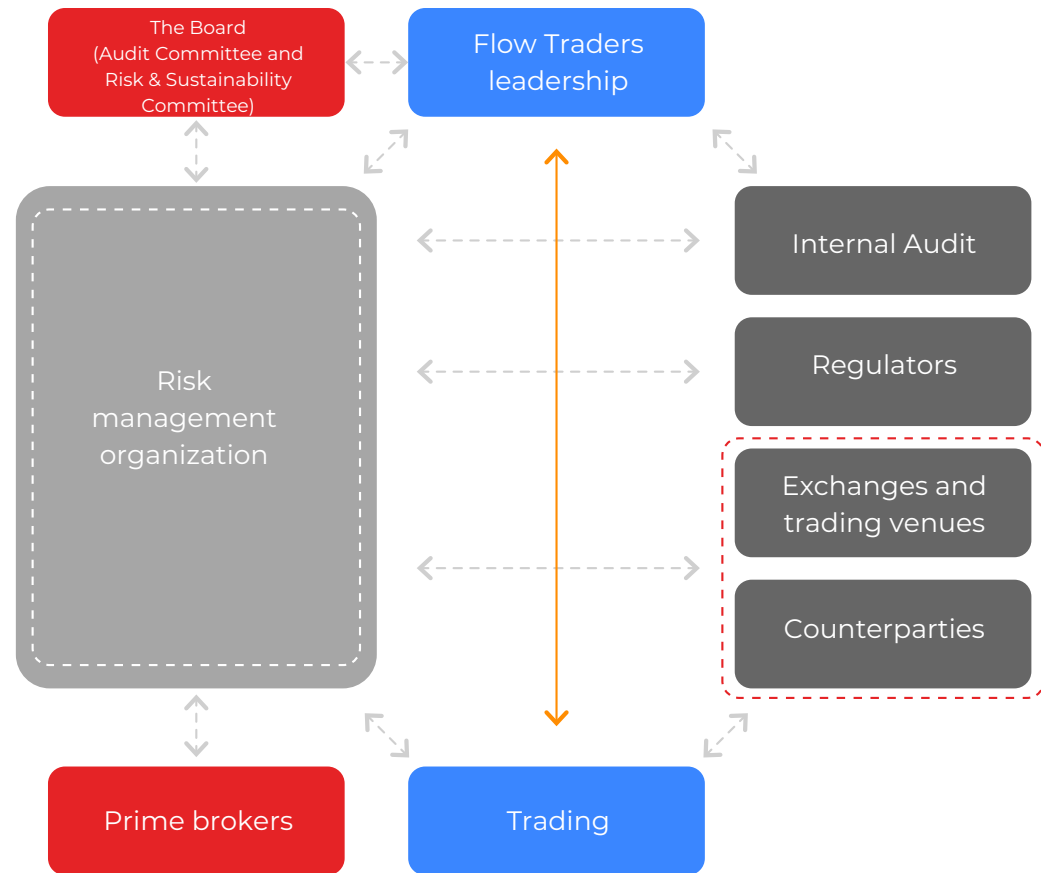 The Board
(Audit Committee and
Risk & Sustainability
Committee)
Flow Traders
leadership
Internal Audit
Risk
management
organization
Regulators
Exchanges and
trading venues
Counterparties
Prime brokers
Trading